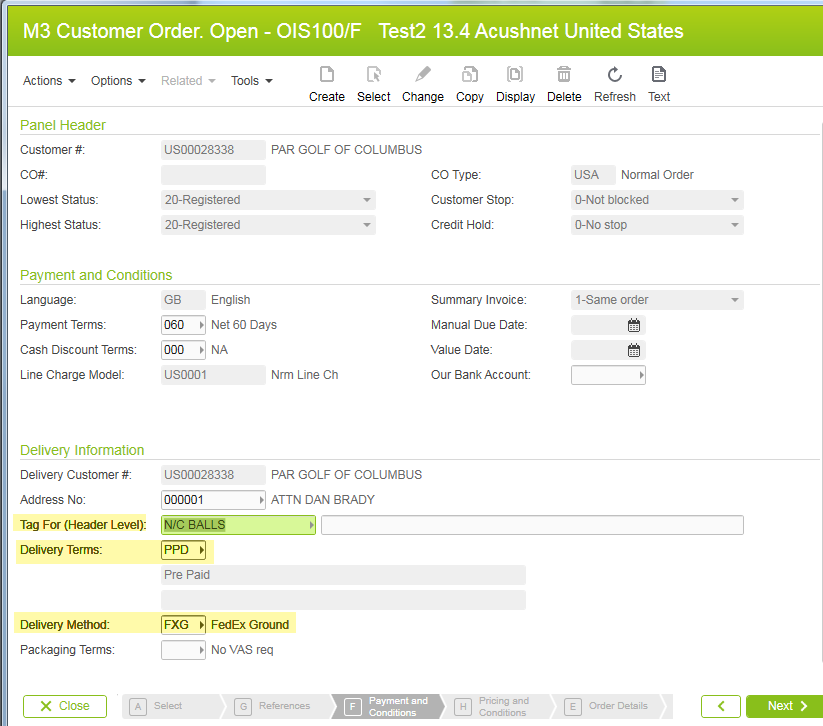 M3 Customer Order. Open - OIS100/F Test2 13.4 Acushnet United States
Actions Options Related Tools Create Select Change Copy Display Delete Refresh Text
Panel Header
Customer #: US00028338 PAR GOLF OF COLUMBUS
CO#: CO Type: USA Normal Order
Lowest Status: 20-Registered Customer Stop: 0-Not blocked
Highest Status: 20-Registered Credit Hold: 0-No stop
Payment and Conditions
Language: GB English Summary Invoice: 1-Same order
Payment Terms: 060 Net 60 Days Manual Due Date:
Cash Discount Terms: 000 NA Value Date:
Line Charge Model: US0001 Nrm Line Ch Our Bank Account:
Delivery Information
Delivery Customer #: US00028338 PAR GOLF OF COLUMBUS
Address No: 000001 ATTN DAN BRADY
Tag For (Header Level): N/C BALLS
Delivery Terms: PPD
Pre Paid
Delivery Method: FXG FedEx Ground
Packaging Terms: No VAS req
Close A Select G References F Payment and Conditions H Pricing and Conditions E Order Details Next